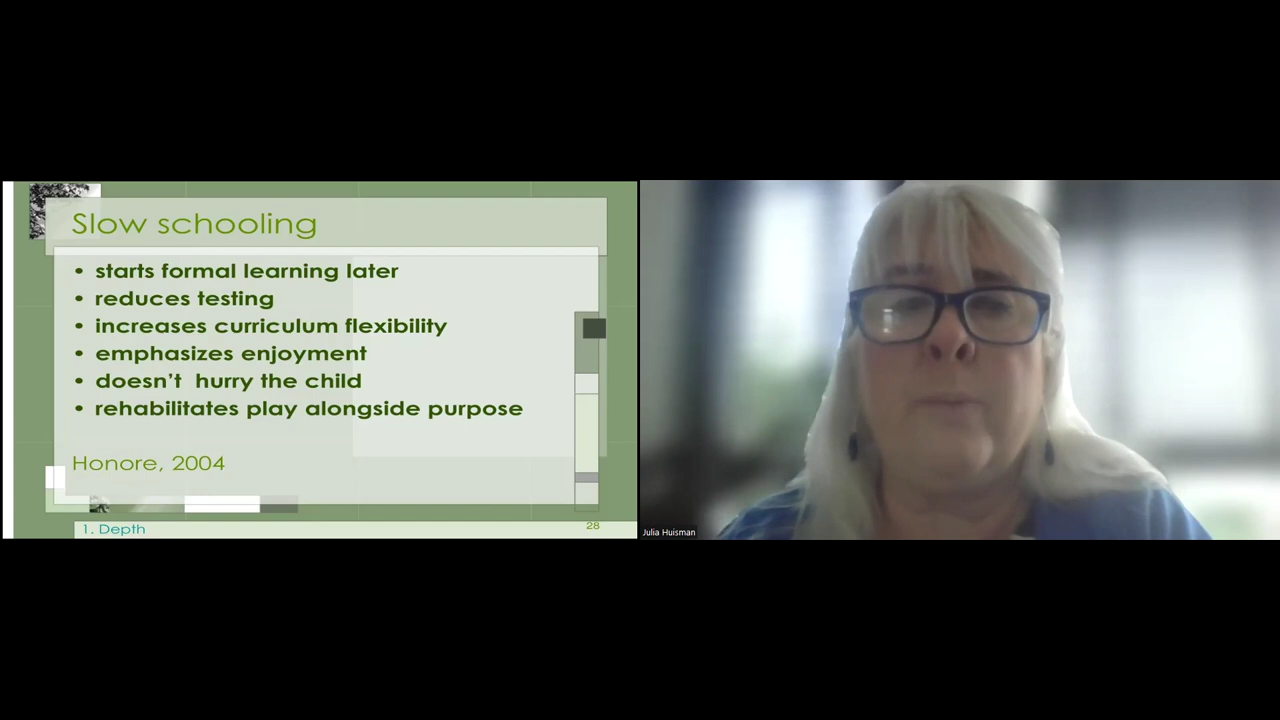 Slow schooling
• starts formal learning later
• reduces testing
• increases curriculum flexibility
• emphasizes enjoyment
• doesn’t  hurry the child
• rehabilitates play alongside purpose
Honore, 2004
1. Depth
28
Julia Huisman